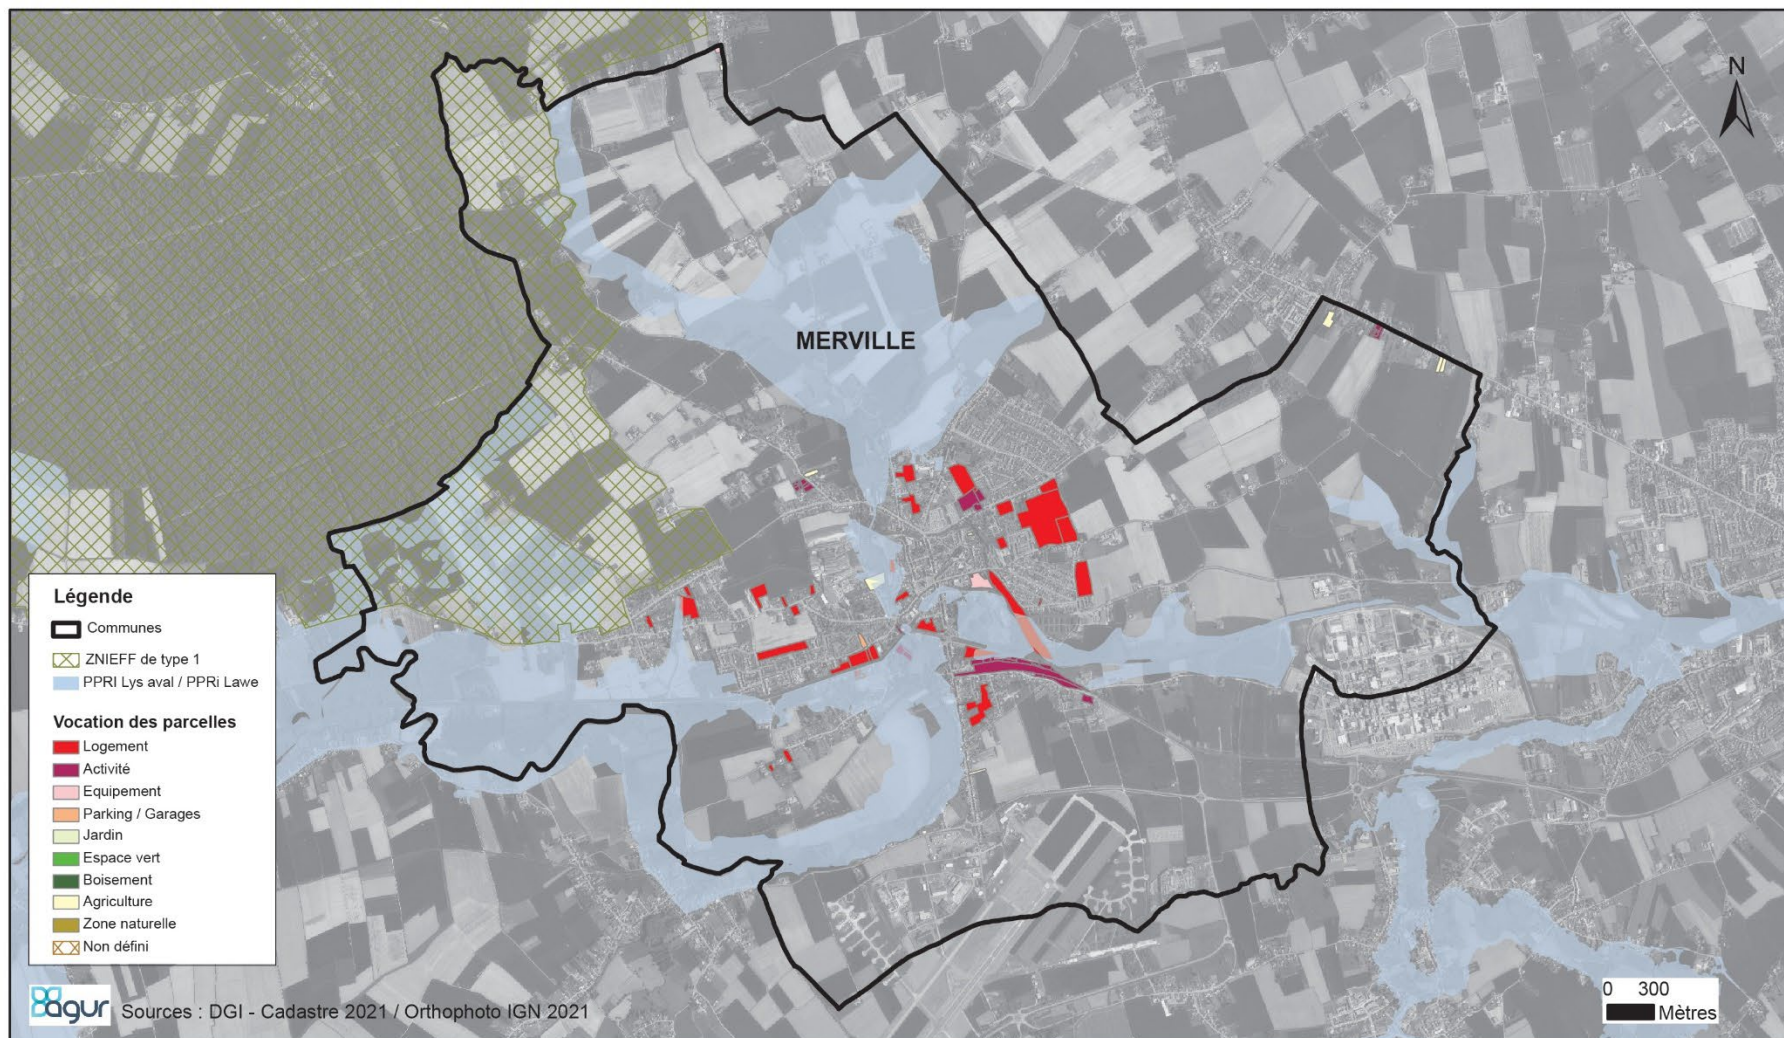 N
MERVILLE
Légende
Communes
ZNIEFF de type 1
PPRI Lys aval / PPRi Lawe
Vocation des parcelles
Logement
Activité
Equipement
Parking / Garages
Jardin
Espace vert
Boisement
Agriculture
Zone naturelle
Non défini
agur Sources : DGI - Cadastre 2021 / Orthophoto IGN 2021
0 300
Mètres